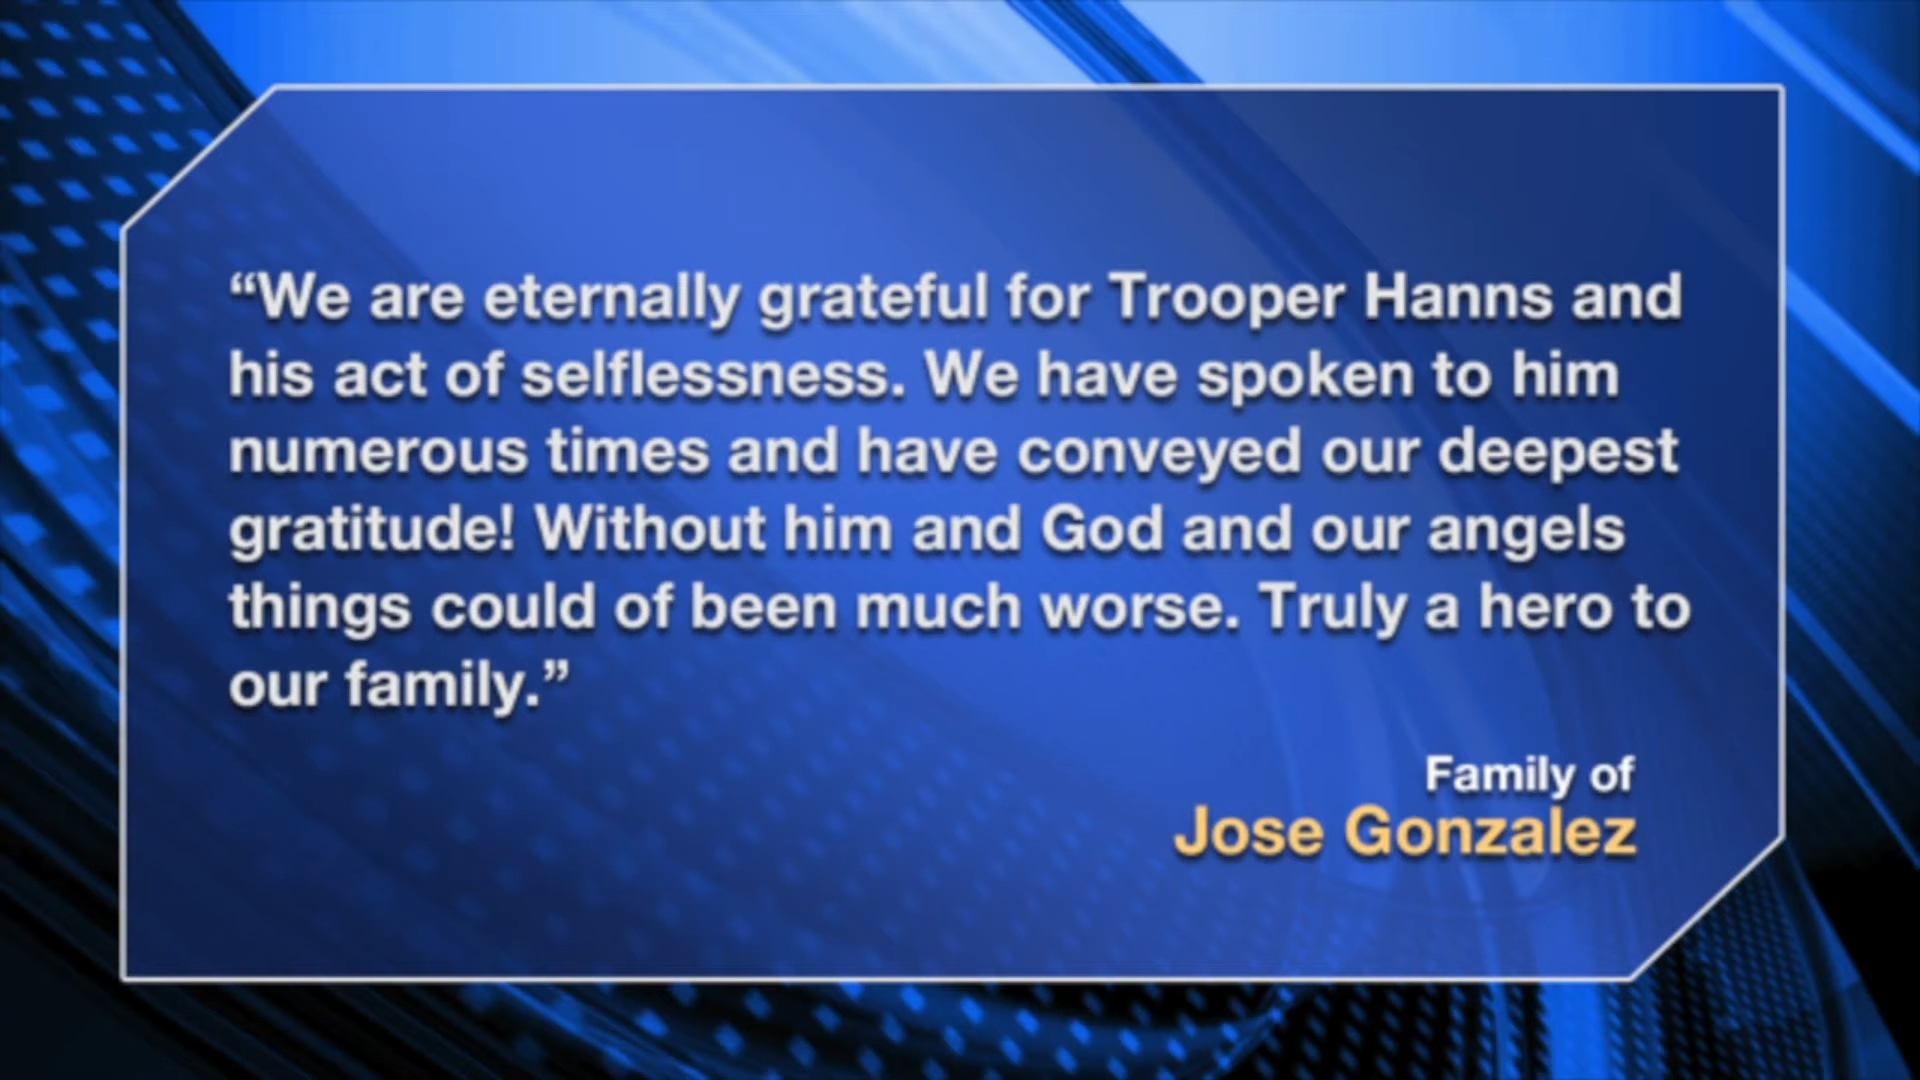 “We are eternally grateful for Trooper Hanns and
his act of selflessness. We have spoken to him
numerous times and have conveyed our deepest
gratitude! Without him and God and our angels
things could of been much worse. Truly a hero to
our family.”
Family of
Jose Gonzalez